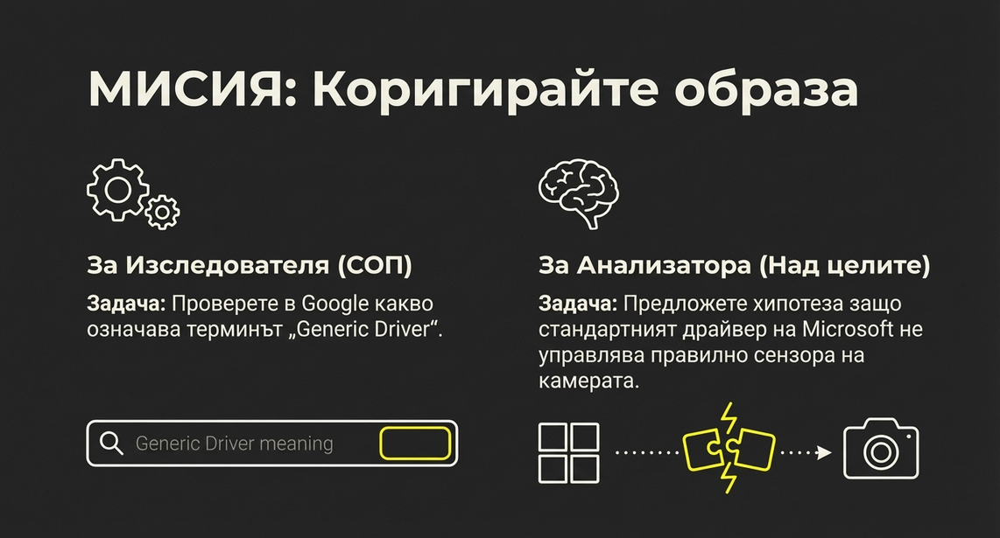 МИСИЯ: Коригирайте образа
За Изследователя (СОП)
Задача: Проверете в Google какво
означава терминът „Generic Driver“.
Generic Driver meaning
За Анализатора (Над целите)
Задача: Предложете хипотеза защо
стандартният драйвер на Microsoft не
управлява правилно сензора на
камерата.